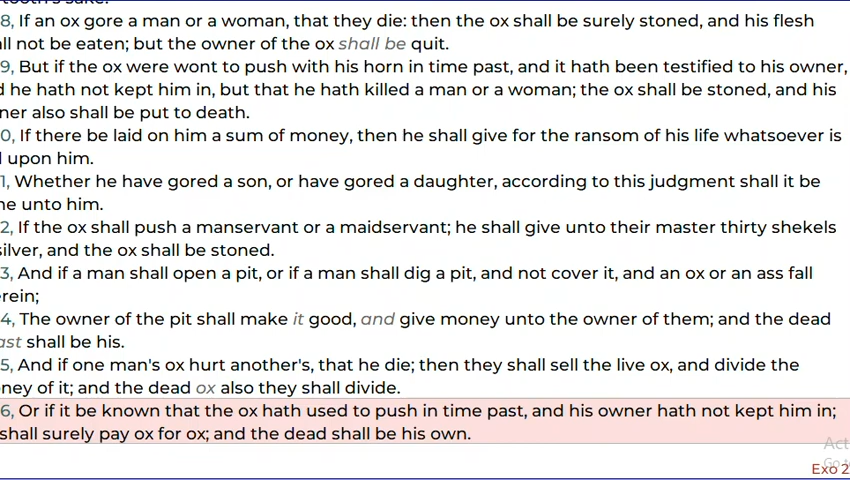 8, If an ox gore a man or a woman, that they die: then the ox shall be surely stoned, and his flesh
ll not be eaten; but the owner of the ox shall be quit.
9, But if the ox were wont to push with his horn in time past, and it hath been testified to his owner,
d he hath not kept him in, but that he hath killed a man or a woman; the ox shall be stoned, and his
ner also shall be put to death.
0, If there be laid on him a sum of money, then he shall give for the ransom of his life whatsoever is
d upon him.
1, Whether he have gored a son, or have gored a daughter, according to this judgment shall it be
ne unto him.
2, If the ox shall push a manservant or a maidservant; he shall give unto their master thirty shekels
silver, and the ox shall be stoned.
3, And if a man shall open a pit, or if a man shall dig a pit, and not cover it, and an ox or an ass fall
rein;
4, The owner of the pit shall make it good, and give money unto the owner of them; and the dead
ast shall be his.
5, And if one man's ox hurt another's, that he die; then they shall sell the live ox, and divide the
ney of it; and the dead ox also they shall divide.
6, Or if it be known that the ox hath used to push in time past, and his owner hath not kept him in;
shall surely pay ox for ox; and the dead shall be his own.
Act
Exo 2